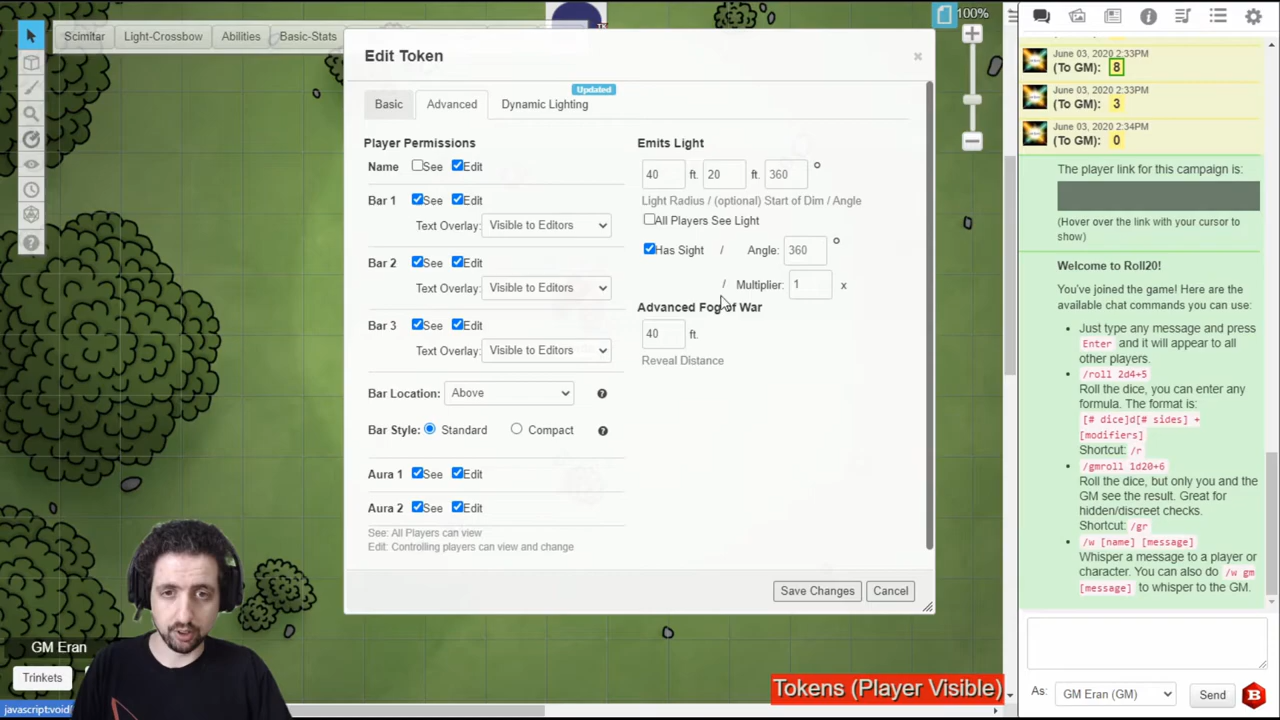 Scimitar Light-Crossbow Abilities Basic-Stats
100%
Edit Token
×
Updated
Basic Advanced Dynamic Lighting
Player Permissions
Name See Edit
Bar 1 See Edit
Text Overlay: Visible to Editors
Bar 2 See Edit
Text Overlay: Visible to Editors
Bar 3 See Edit
Text Overlay: Visible to Editors
Bar Location: Above
Bar Style: Standard Compact
Aura 1 See Edit
Aura 2 See Edit
See: All Players can view
Edit: Controlling players can view and change
Emits Light
40 ft. 20 ft. 360 °
Light Radius / (optional) Start of Dim / Angle
All Players See Light
Has Sight / Angle: 360 °
/ Multiplier: 1 x
Advanced Fog of War
40 ft.
Reveal Distance
Save Changes Cancel
June 03, 2020 2:33PM
(To GM): 8
June 03, 2020 2:33PM
(To GM): 3
June 03, 2020 2:34PM
(To GM): 0
The player link for this campaign is:
(Hover over the link with your cursor to
show)
Welcome to Roll20!
You've joined the game! Here are the
available chat commands you can use:
Just type any message and press
Enter and it will appear to all
other players.
/roll 2d4+5
Roll the dice, you can enter any
formula. The format is:
[# dice]d[# sides] +
[modifiers]
Shortcut: /r
/gmroll 1d20+6
Roll the dice, but only you and the
GM see the result. Great for
hidden/discreet checks.
Shortcut: /gr
/w [name] [message]
Whisper a message to a player or
character. You can also do /w gm
[message] to whisper to the GM.
As: GM Eran (GM) Send
GM Eran
Trinkets
javascript:void
Tokens (Player Visible)